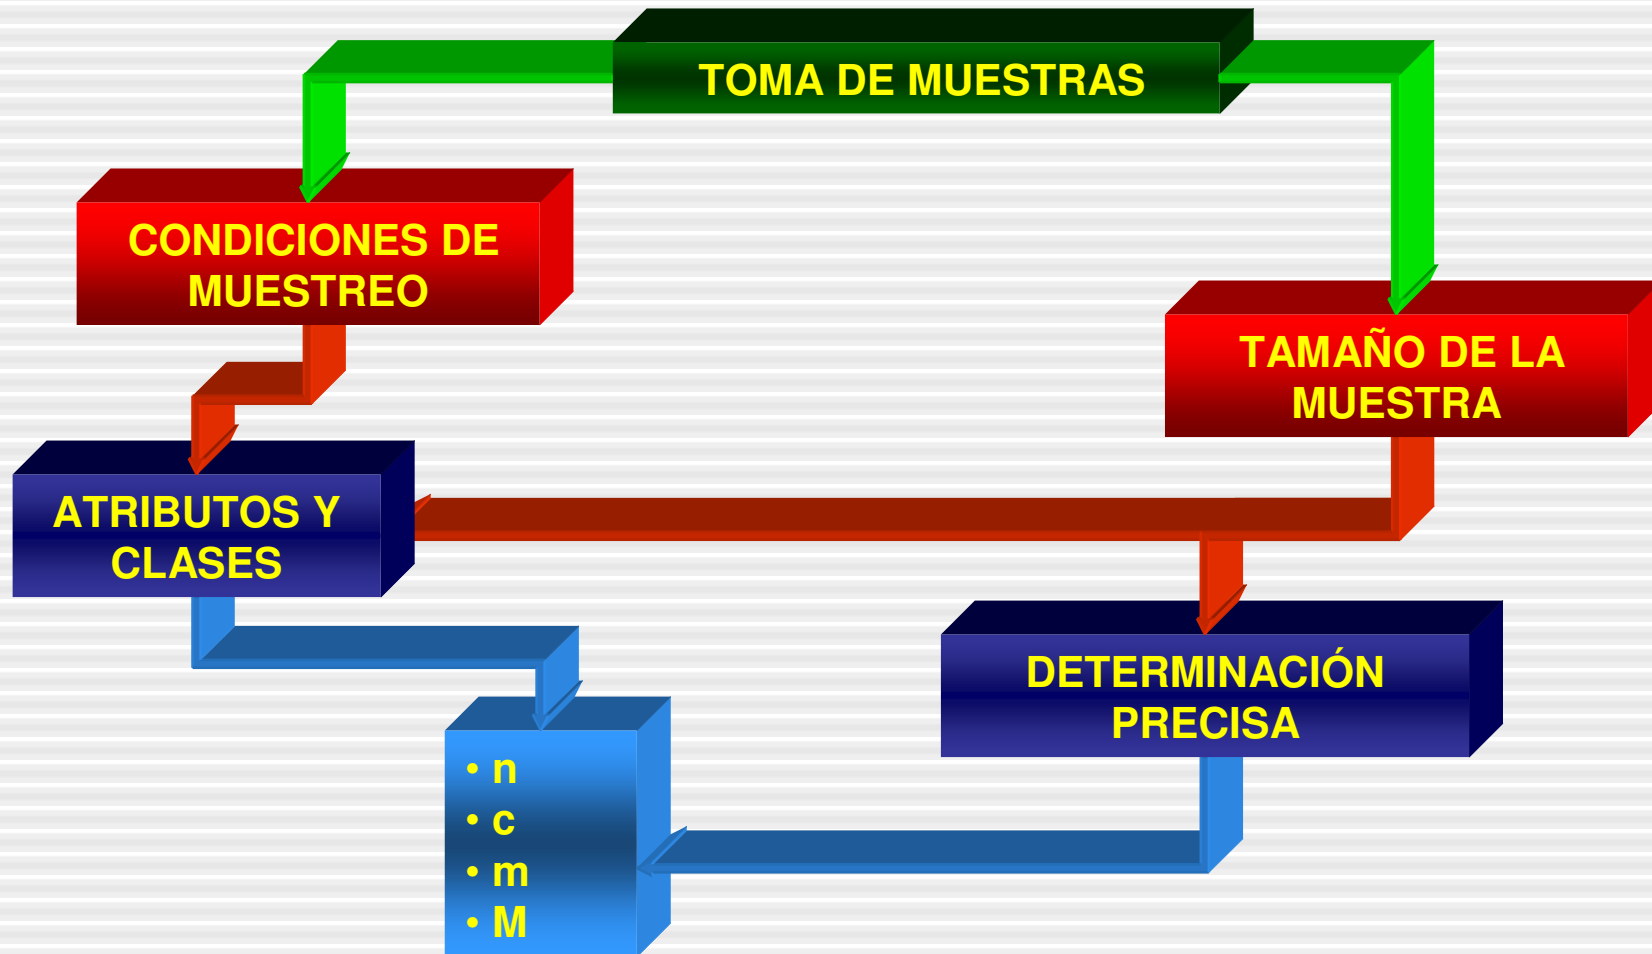 TOMA DE MUESTRAS
CONDICIONES DE
MUESTREO
TAMAÑO DE LA
MUESTRA
ATRIBUTOS Y
CLASES
DETERMINACIÓN
PRECISA
• n
• c
• m
• M